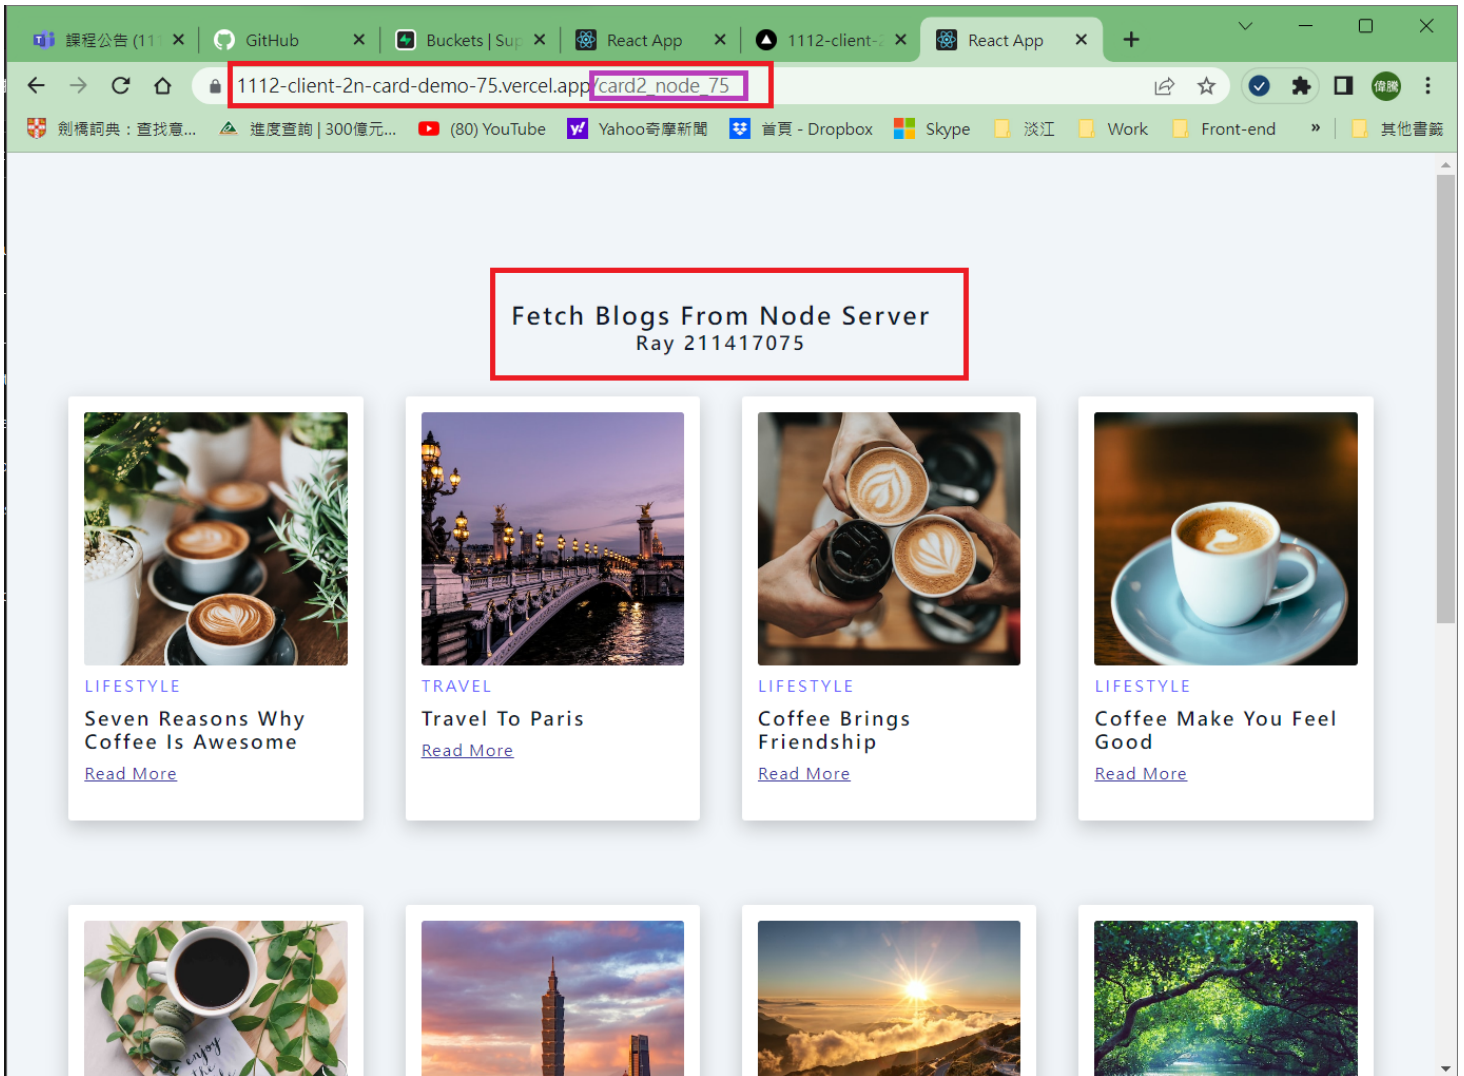 課程公告 (11
GitHub
Buckets | Sup
React App
1112-client-2
React App
1112-client-2n-card-demo-75.vercel.app/card2_node_75
偉騰
劍橋詞典：查找意...
進度查詢 | 300億元...
(80) YouTube
Yahoo奇摩新聞
首頁 - Dropbox
Skype
淡江
Work
Front-end
»
其他書籤
Fetch Blogs From Node Server
Ray 211417075
LIFESTYLE
Seven Reasons Why
Coffee Is Awesome
Read More
TRAVEL
Travel To Paris
Read More
LIFESTYLE
Coffee Brings
Friendship
Read More
LIFESTYLE
Coffee Make You Feel
Good
Read More
enjoy
the